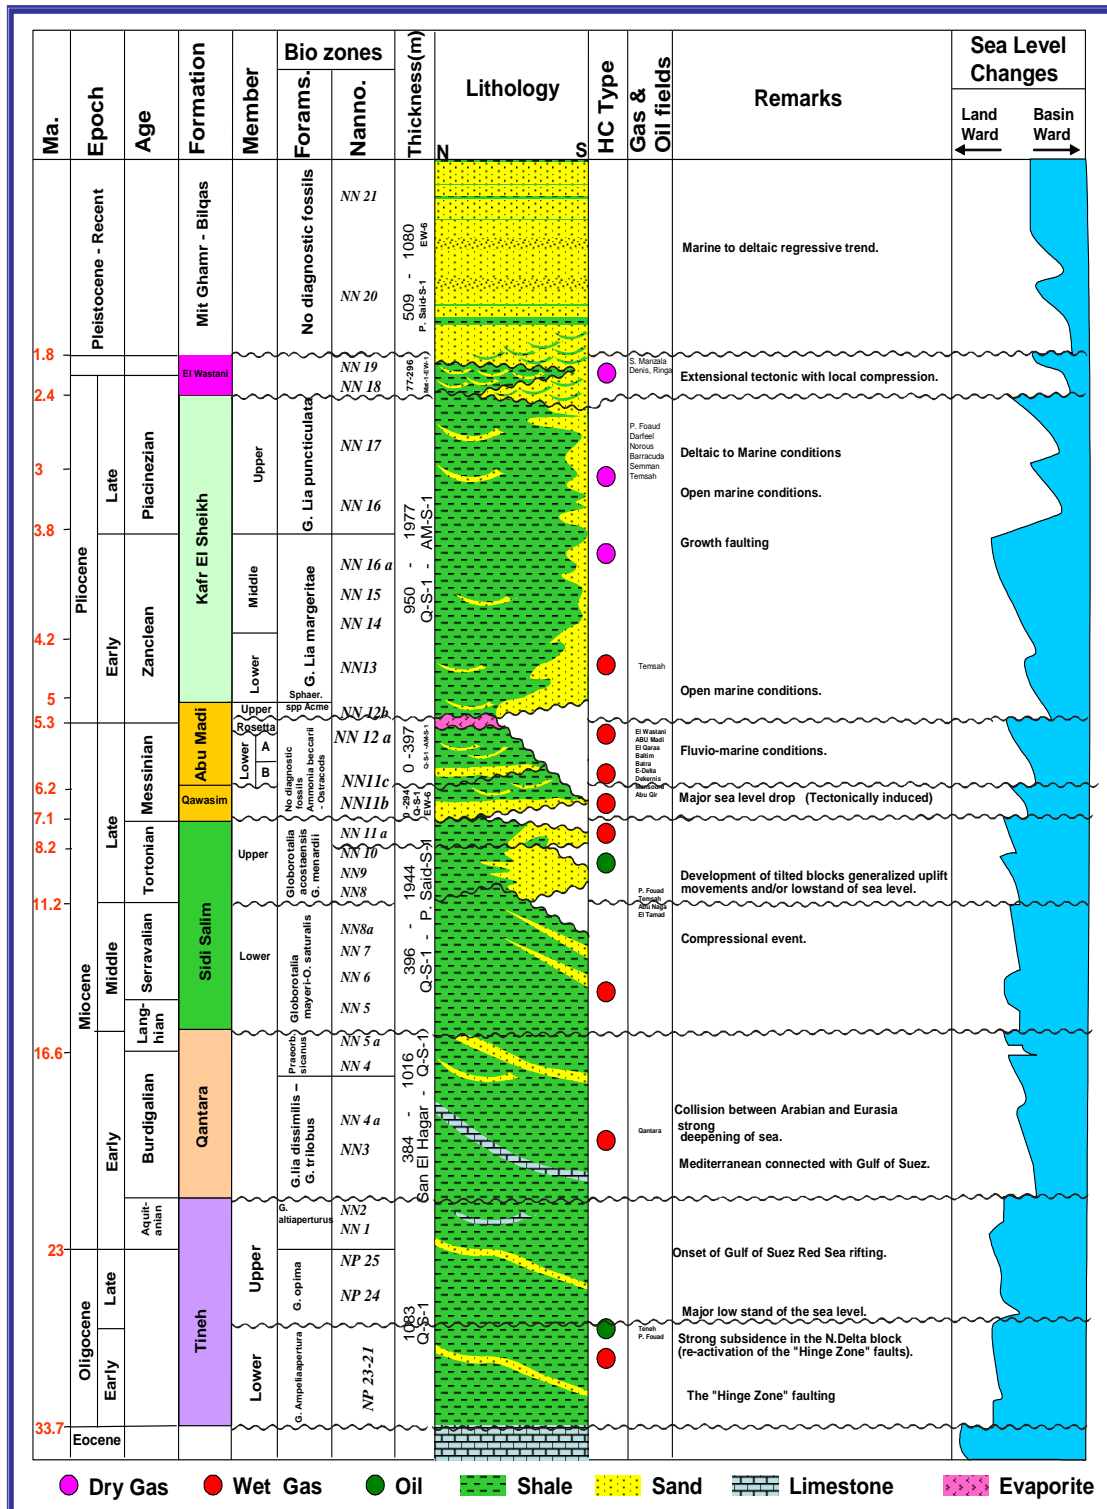 Ma.
Epoch
Age
Formation
Member
Bio zones
Forams.
Nanno.
Thickness(m)
Lithology
N S
HC Type
Gas &
Oil fields
Remarks
Sea Level
Changes
Land
Ward
Basin
Ward
Pleistocene - Recent
Mit Ghamr - Bilqas
No diagnostic fossils
NN 21
NN 20
509 - 1080
P. Said-S-1
EW-6
Marine to deltaic regressive trend.
1.8
El Wastani
NN 19
NN 18
77-296
S. Manzala
Denis, Ringa
Extensional tectonic with local compression.
2.4
Pliocene
Late
Piacinezian
Kafr El Sheikh
Upper
G. Lia puncticulata
NN 17
NN 16
950 - 1977
Q-S-1 - AM-S-1
P. Foaud
Darfeel
Norous
Barracuda
Semman
Temsah
Deltaic to Marine conditions
Open marine conditions.
3
3.8
Early
Zanclean
Middle
G. Lia margeritae
NN 16 a
NN 15
NN 14
Growth faulting
4.2
Lower
NN13
Temsah
Open marine conditions.
Sphaer.
spp Acme
5
Abu Madi
Upper
NN 12b
5.3
Miocene
Late
Messinian
Rosetta
Lower
A
B
No diagnostic
fossils
Ammonia beccarii
- Ostracods
NN 12 a
NN11c
0 -397
Q-S-1 -AM-S-1
El Wastani
ABU Madi
El Qaraa
Baltim
Batra
E-Delta
Dekernis
Mansoura
Abu Qir
Fluvio-marine conditions.
6.2
Qawasim
NN11b
0-294
Q-S-1
EW-6
Major sea level drop (Tectonically induced)
7.1
Tortonian
Sidi Salim
Upper
Globorotalia
acostaensis
G. menardii
NN 11 a
NN 10
NN9
NN8
396 - 1944
Q-S-1 - P. Said-S-1
8.2
Development of tilted blocks generalized uplift
movements and/or lowstand of sea level.
P. Fouad
Temsah
Abu Naga
El Tamad
11.2
Middle
Serravalian
Lower
Globorotalia
mayeri-O. saturalis
NN8a
NN 7
NN 6
NN 5
Compressional event.
Lang-
hian
16.6
Early
Burdigalian
Qantara
Praeorb
sicanus
NN 5 a
NN 4
G.lia dissimilis –
G. trilobus
NN 4 a
NN3
384 - 1016
San El Hagar - Q-S-1
Qantara
Collision between Arabian and Eurasia
strong
deepening of sea.
Mediterranean connected with Gulf of Suez.
Aquit-
anian
Tineh
Upper
G.
altiaperturus
NN2
NN 1
23
Onset of Gulf of Suez Red Sea rifting.
Oligocene
Late
G. opima
NP 25
NP 24
1083
Q-S-1
Major low stand of the sea level.
Early
Lower
G. Ampeliaapertura
NP 23-21
Teneh
P. Fouad
Strong subsidence in the N.Delta block
(re-activation of the "Hinge Zone" faults).
The "Hinge Zone" faulting
33.7
Eocene
Dry Gas
Wet Gas
Oil
Shale
Sand
Limestone
Evaporite